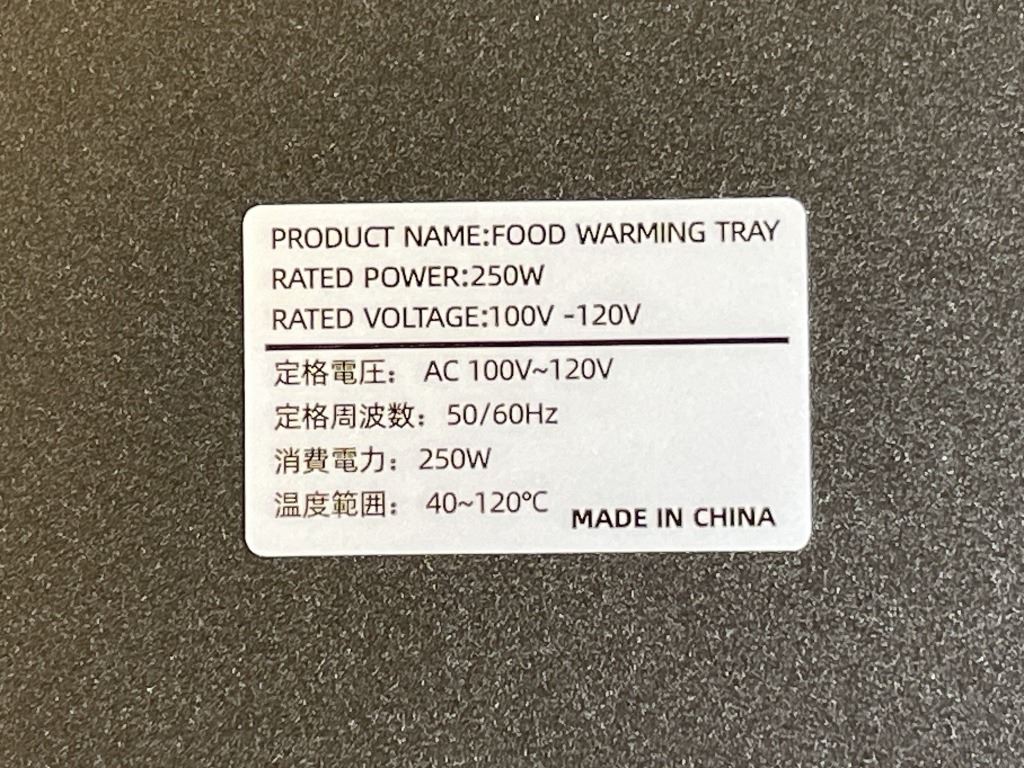 PRODUCT NAME:FOOD WARMING TRAY
RATED POWER:250W
RATED VOLTAGE:100V -120V
定格電圧： AC 100V~120V
定格周波数：50/60Hz
消費電力：250W
温度範囲： 40~120℃
MADE IN CHINA